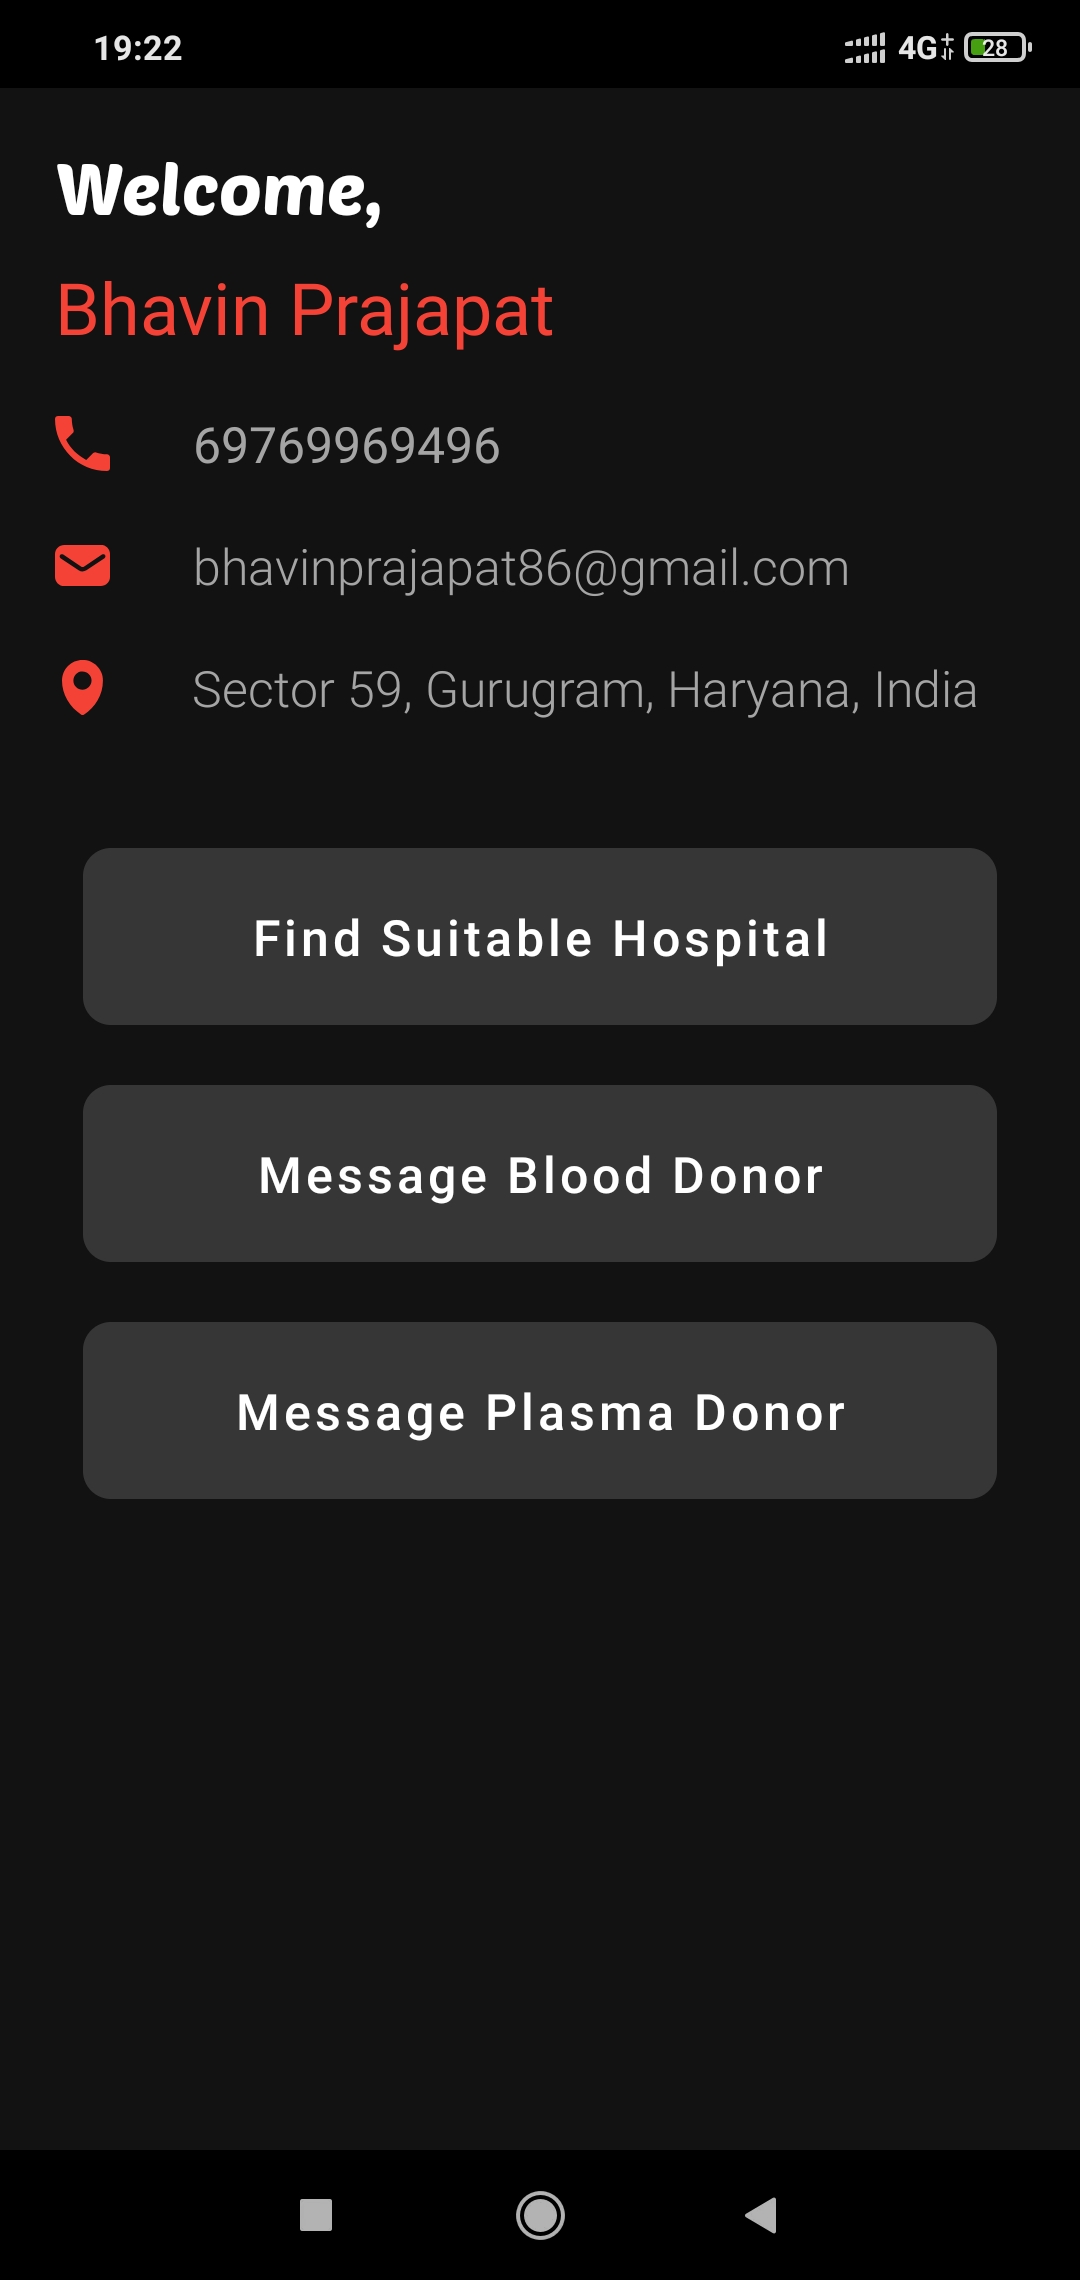 19:22
4G+ 28
Welcome,
Bhavin Prajapat
69769969496
bhavinprajapat86@gmail.com
Sector 59, Gurugram, Haryana, India
Find Suitable Hospital
Message Blood Donor
Message Plasma Donor